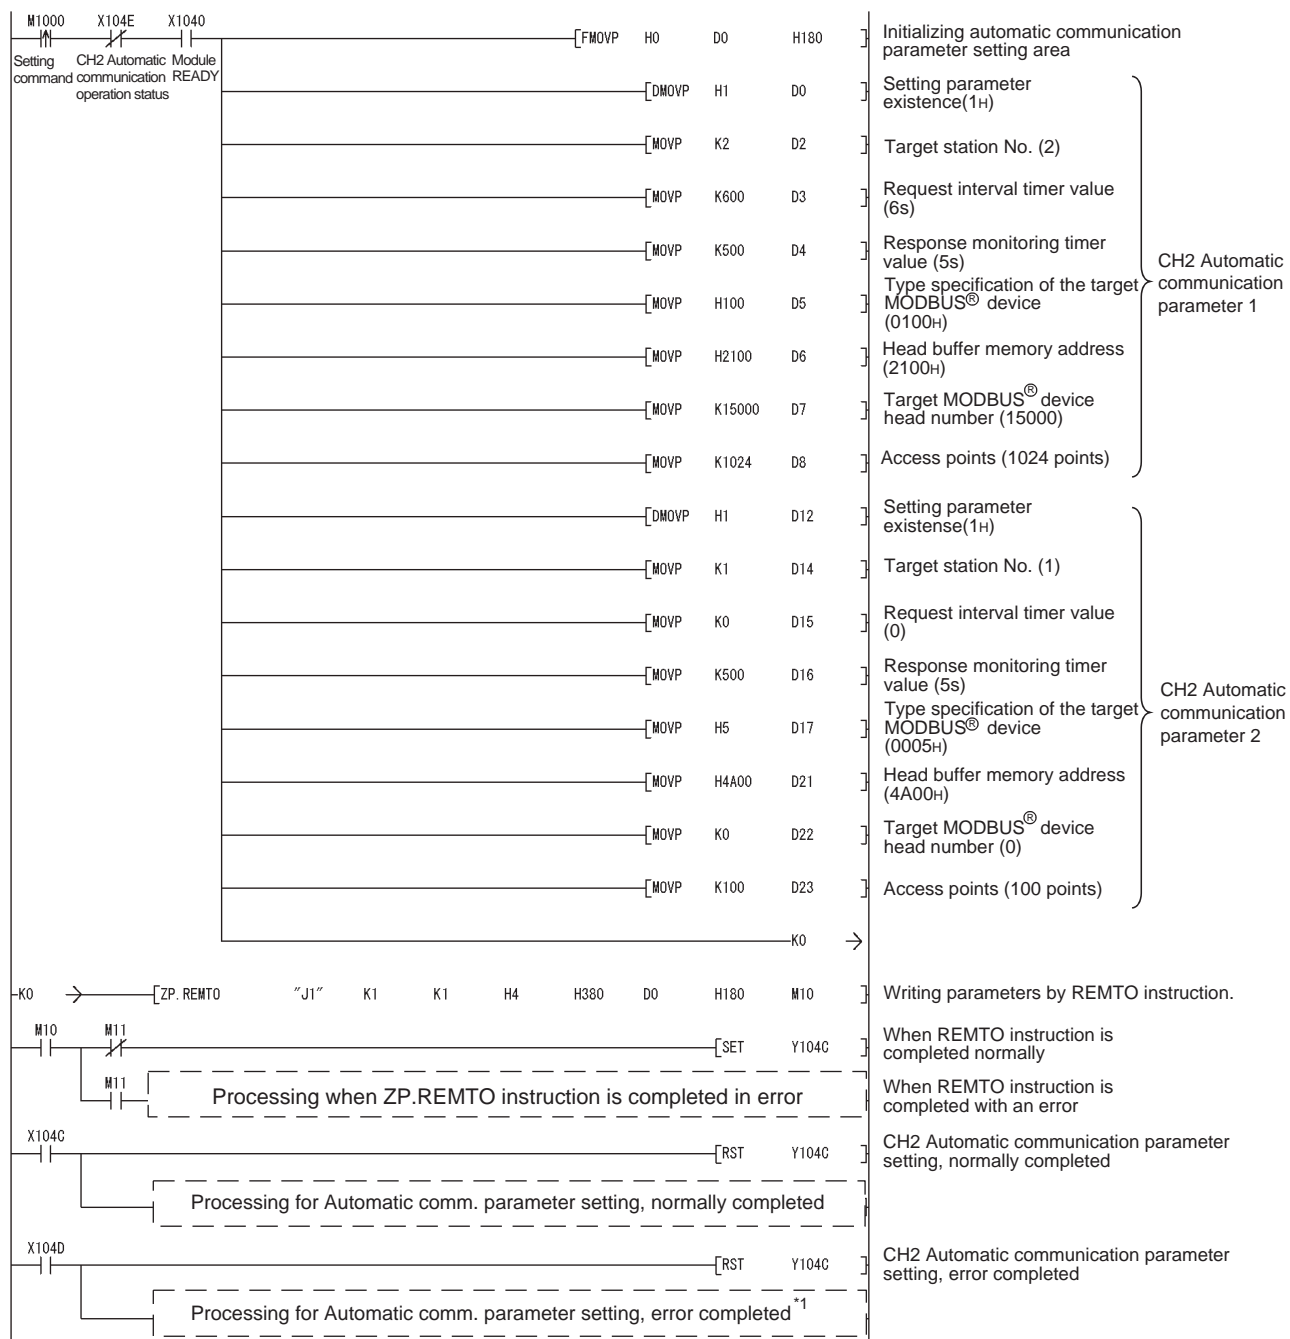 M1000 X104E X1040
[FMOVP H0 D0 H180] Initializing automatic communication
parameter setting area
Setting command
CH2 Automatic communication operation status
Module READY
[DMOVP H1 D0] Setting parameter
existence(1H)
[MOVP K2 D2] Target station No. (2)
[MOVP K600 D3] Request interval timer value
(6s)
[MOVP K500 D4] Response monitoring timer
value (5s)
[MOVP H100 D5] Type specification of the target
MODBUS® device
(0100H)
[MOVP H2100 D6] Head buffer memory address
(2100H)
[MOVP K15000 D7] Target MODBUS® device
head number (15000)
[MOVP K1024 D8] Access points (1024 points)
CH2 Automatic
communication
parameter 1
[DMOVP H1 D12] Setting parameter
existense(1H)
[MOVP K1 D14] Target station No. (1)
[MOVP K0 D15] Request interval timer value
(0)
[MOVP K500 D16] Response monitoring timer
value (5s)
[MOVP H5 D17] Type specification of the target
MODBUS® device
(0005H)
[MOVP H4A00 D21] Head buffer memory address
(4A00H)
[MOVP K0 D22] Target MODBUS® device
head number (0)
[MOVP K100 D23] Access points (100 points)
CH2 Automatic
communication
parameter 2
K0
K0 [ZP.REMTO "J1" K1 K1 H4 H380 D0 H180 M10] Writing parameters by REMTO instruction.
M10 M11
[SET Y104C] When REMTO instruction is
completed normally
M11
Processing when ZP.REMTO instruction is completed in error
When REMTO instruction is
completed with an error
X104C
[RST Y104C] CH2 Automatic communication parameter
setting, normally completed
Processing for Automatic comm. parameter setting, normally completed
X104D
[RST Y104C] CH2 Automatic communication parameter
setting, error completed
Processing for Automatic comm. parameter setting, error completed *1